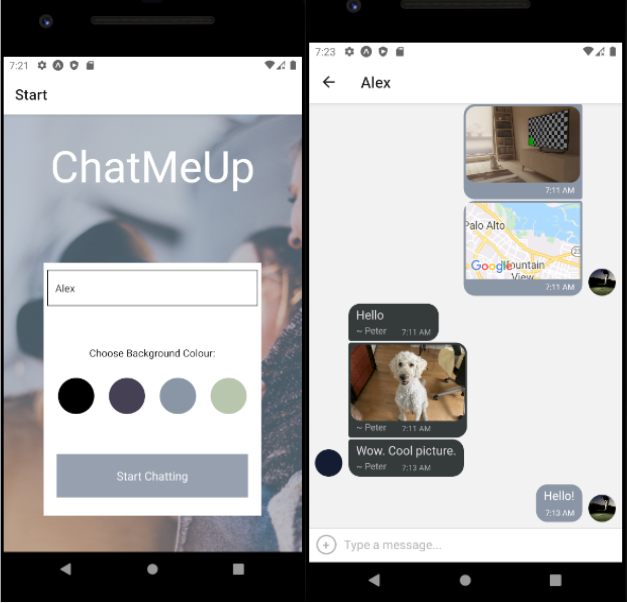 7:21
Start
ChatMeUp
Alex
Choose Background Colour:
Start Chatting
7:23
Alex
7:11 AM
Palo Alto
Google
Mountain
View
7:11 AM
Hello
~ Peter 7:11 AM
~ Peter 7:11 AM
Wow. Cool picture.
~ Peter 7:13 AM
Hello!
7:13 AM
Type a message...